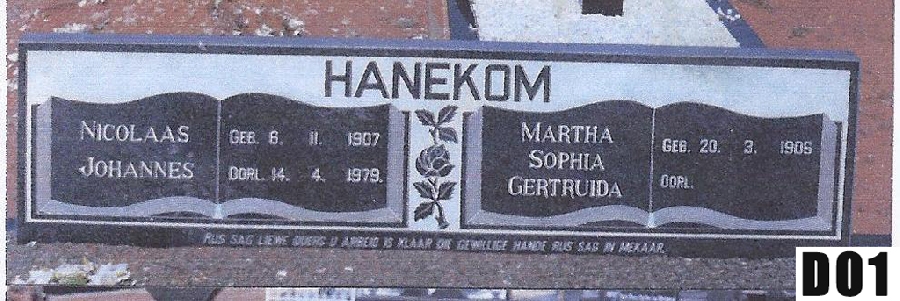 HANEKOM
NICOLAAS
JOHANNES
GEB. 6. 11. 1907
OORL. 14. 4. 1979.
MARTHA
SOPHIA
GERTRUIDA
GEB. 20. 3. 1909
OORL.
RUS SAG LIEWE OUERS U ARBEID IS KLAAR DIE GEWILLIGE HANDE RUS SAG IN MEKAAR.
D01